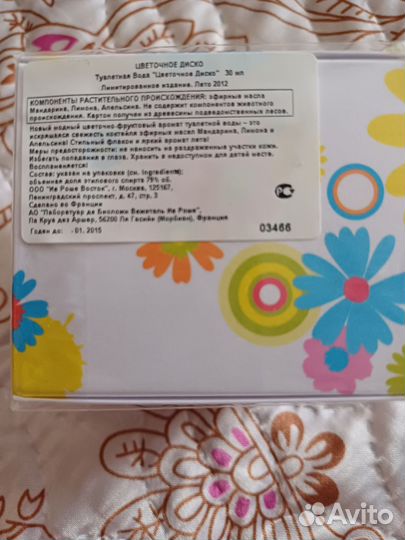 ЦВЕТОЧНОЕ ДИСКО
Туалетная Вода "Цветочное Диско" 30 мл
Лимитированное издание. Лето 2012
КОМПОНЕНТЫ РАСТИТЕЛЬНОГО ПРОИСХОЖДЕНИЯ: эфирные масла
Мандарина, Лимона, Апельсина. Не содержит компонентов животного
происхождения. Картон получен из древесины подведомственных лесов.
Новый модный цветочно-фруктовый аромат туалетной воды – это
искрящаяся свежесть коктейля эфирных масел Мандарина, Лимона и
Апельсина! Стильный флакон и яркий аромат лета!
Меры предосторожности: не наносить на раздраженные участки кожи.
Избегать попадания в глаза. Хранить в недоступном для детей месте.
Воспламеняется!
Состав: указан на упаковке (см. Ingredients);
объемная доля этилового спирта 79% об.
ООО "Ив Роше Восток", г. Москва, 125167,
Ленинградский проспект, д. 47, стр. 3
Сделано во Франции
АО "Лаборатуар де Биоложи Вежеталь Ив Роше",
Ла Круа дез Аршер, 56200 Ля Гасийи (Морбиан), Франция
Годен до: - 01. 2015
03466
Avito